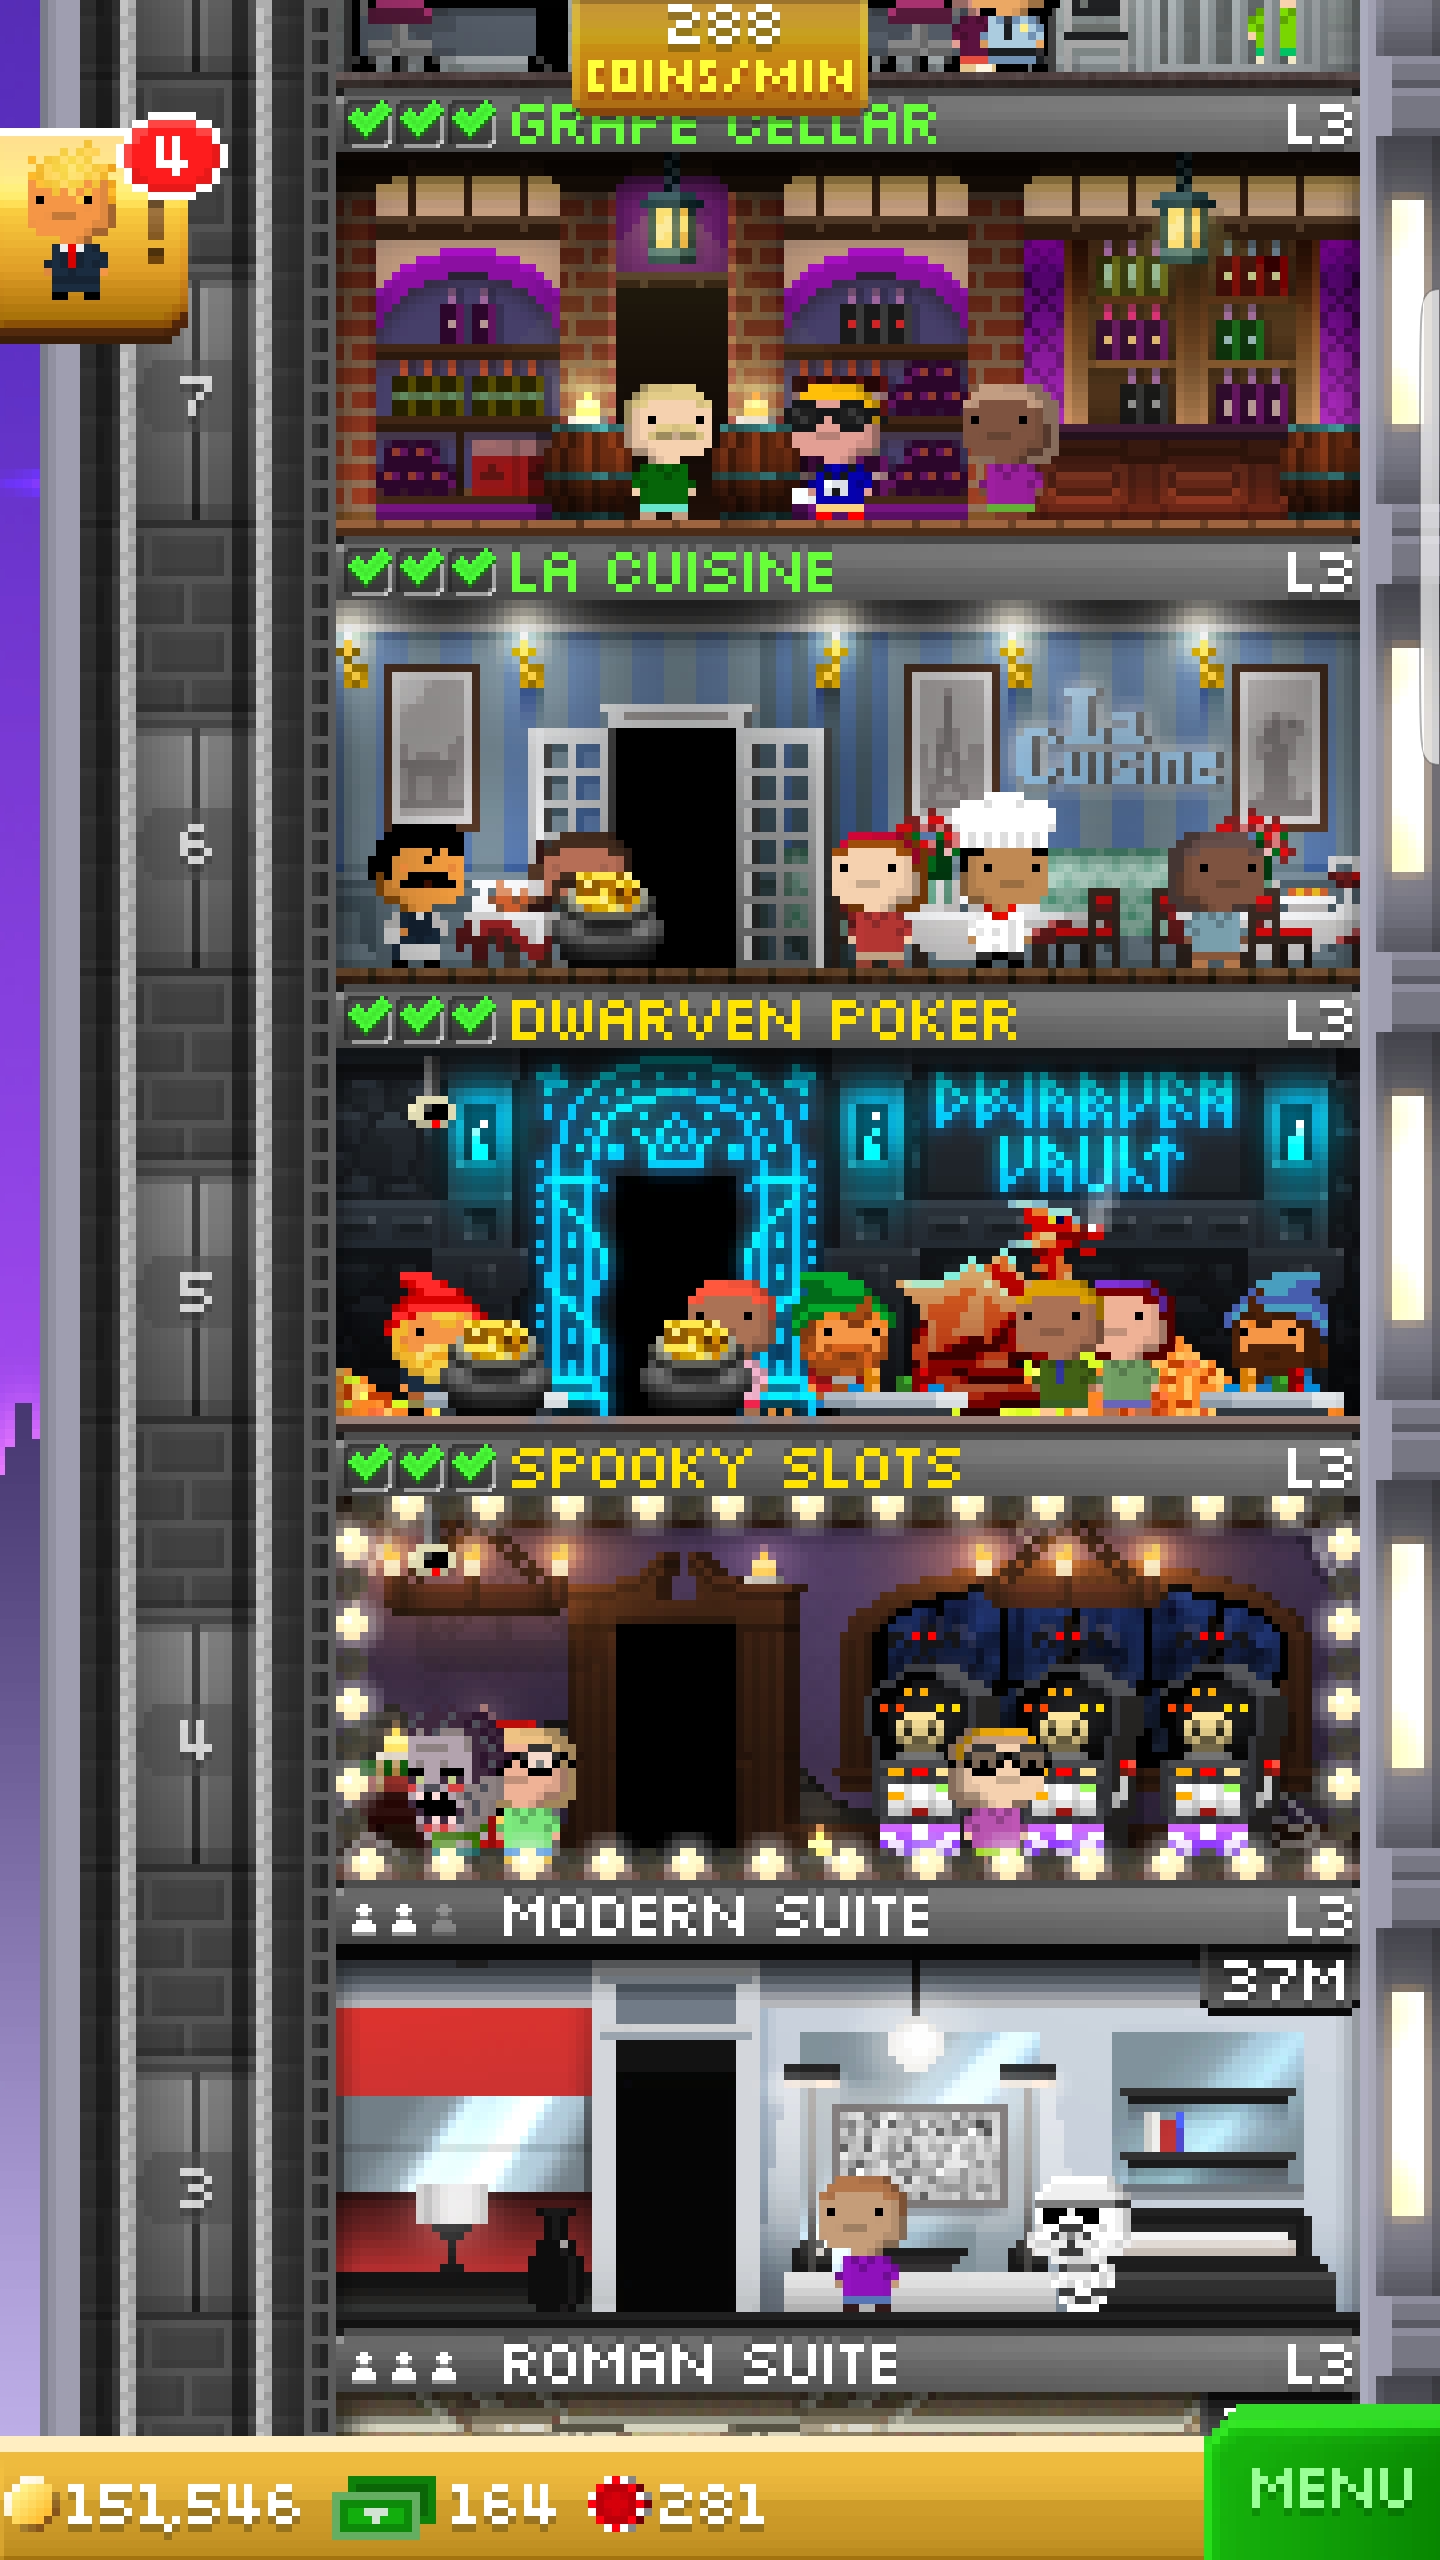 288
COINS/MIN
GRAPE CELLAR L3
4
7
LA CUISINE L3
La
Cuisine
6
DWARVEN POKER L3
DWARVEN
VAULT
5
SPOOKY SLOTS L3
4
MODERN SUITE L3
37M
3
ROMAN SUITE L3
151,546 164 281 MENU